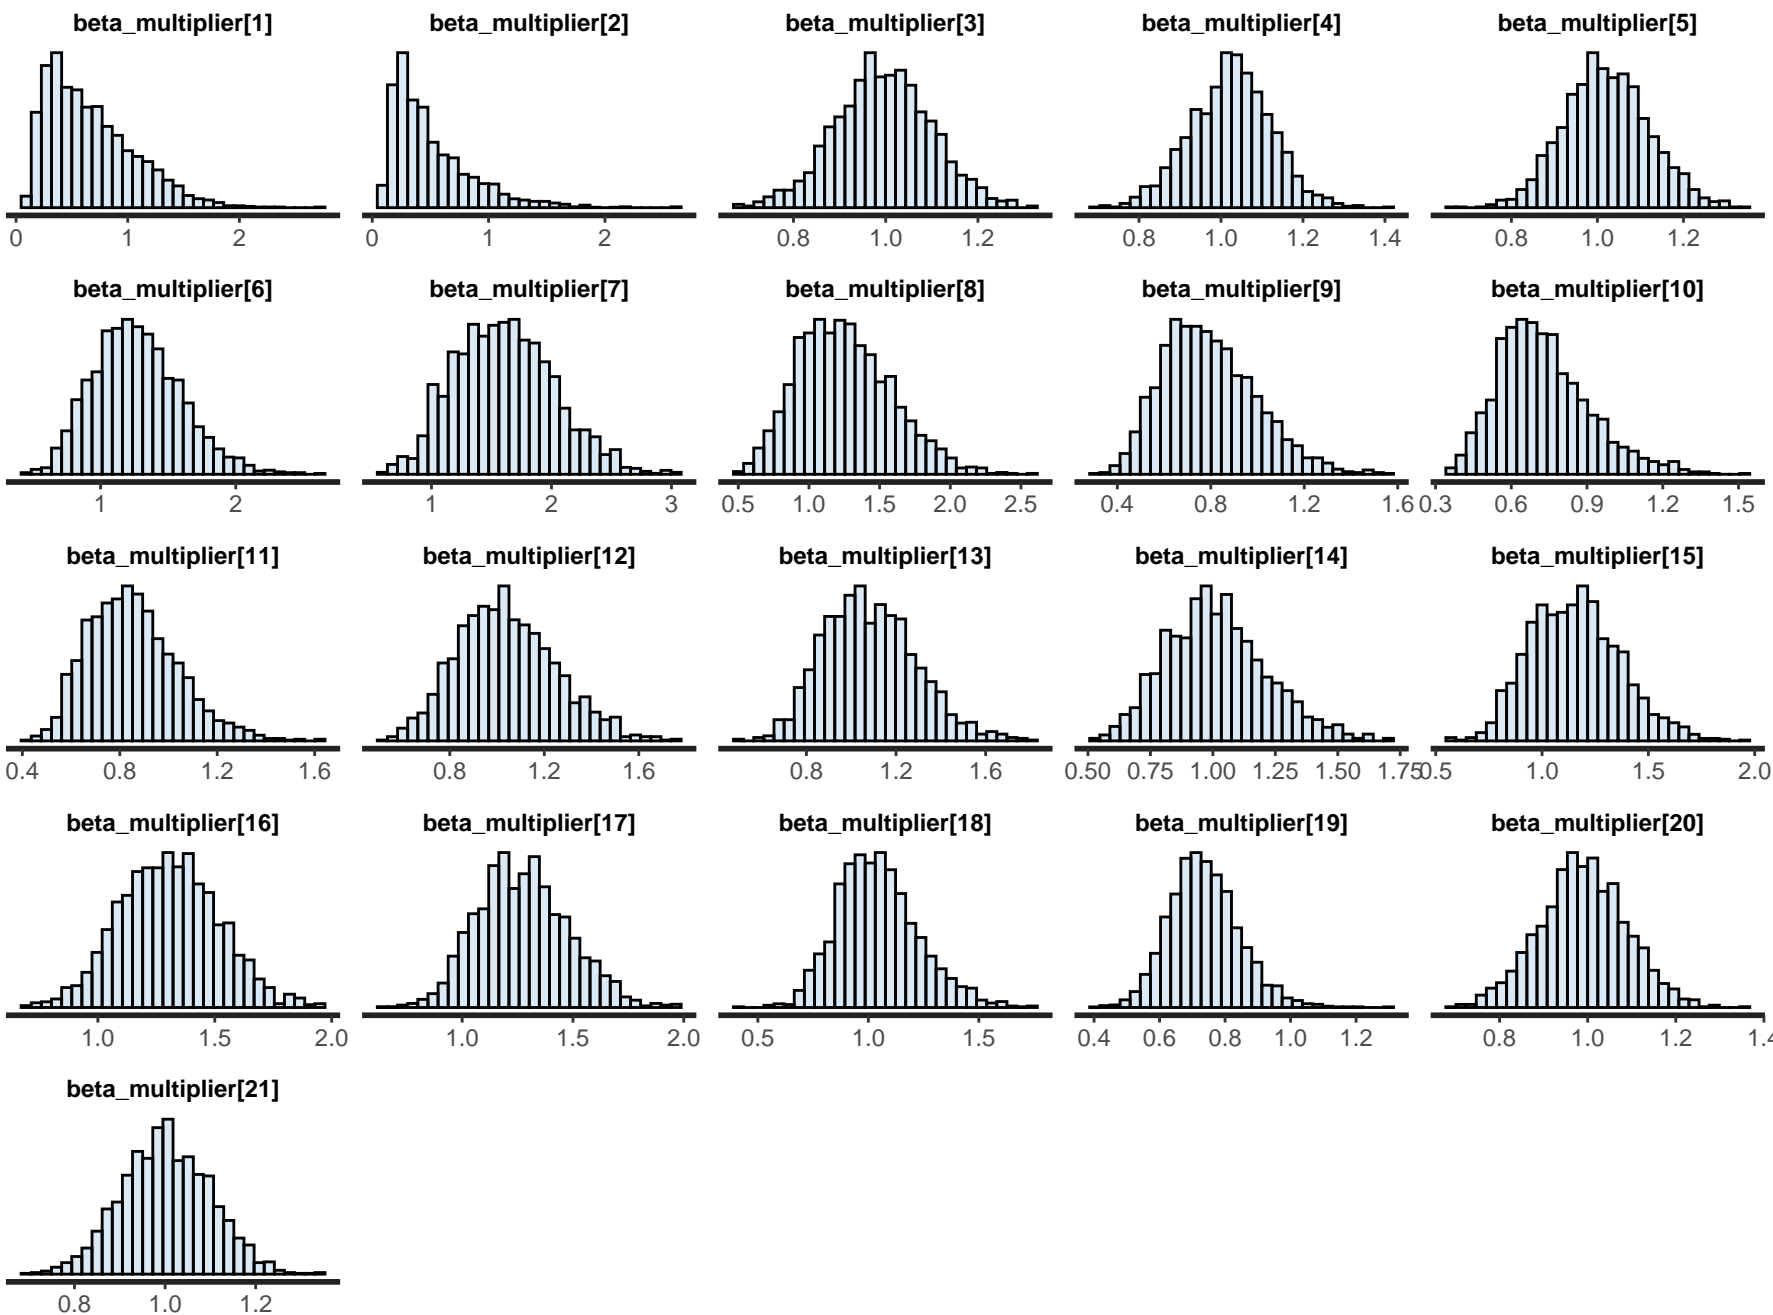 beta_multiplier[1] beta_multiplier[2] beta_multiplier[3] beta_multiplier[4] beta_multiplier[5]
0 1 2 0 1 2 0.8 1.0 1.2 0.8 1.0 1.2 1.4 0.8 1.0 1.2
beta_multiplier[6] beta_multiplier[7] beta_multiplier[8] beta_multiplier[9] beta_multiplier[10]
1 2 1 2 3 0.5 1.0 1.5 2.0 2.5 0.4 0.8 1.2 1.6 0.3 0.6 0.9 1.2 1.5
beta_multiplier[11] beta_multiplier[12] beta_multiplier[13] beta_multiplier[14] beta_multiplier[15]
0.4 0.8 1.2 1.6 0.8 1.2 1.6 0.8 1.2 1.6 0.50 0.75 1.00 1.25 1.50 1.75 0.5 1.0 1.5 2.0
beta_multiplier[16] beta_multiplier[17] beta_multiplier[18] beta_multiplier[19] beta_multiplier[20]
1.0 1.5 2.0 1.0 1.5 2.0 0.5 1.0 1.5 0.4 0.6 0.8 1.0 1.2 0.8 1.0 1.2 1.4
beta_multiplier[21]
0.8 1.0 1.2